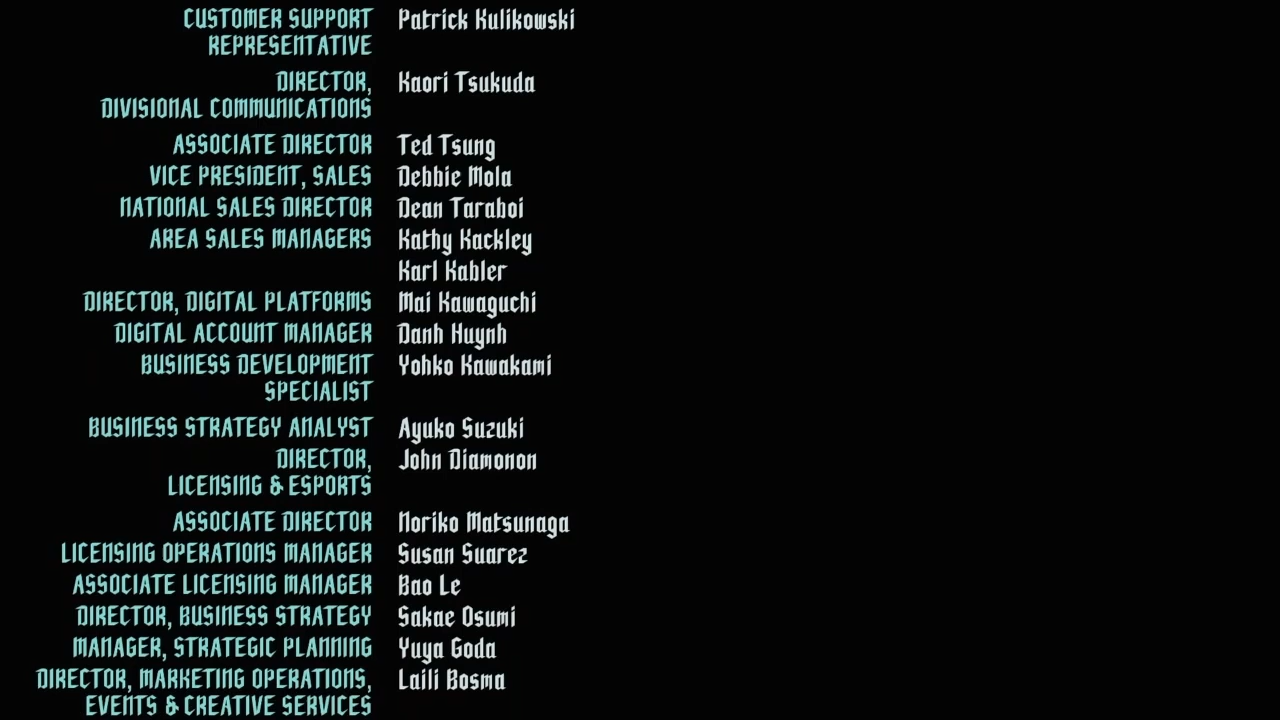 CUSTOMER SUPPORT Patrick Kulikowski
REPRESENTATIVE
DIRECTOR, Kaori Tsukuda
DIVISIONAL COMMUNICATIONS
ASSOCIATE DIRECTOR Ted Tsung
VICE PRESIDENT, SALES Debbie Mola
NATIONAL SALES DIRECTOR Dean Taraboi
AREA SALES MANAGERS Kathy Kackley
Karl Kabler
DIRECTOR, DIGITAL PLATFORMS Mai Kawaguchi
DIGITAL ACCOUNT MANAGER Danh Huynh
BUSINESS DEVELOPMENT Yohko Kawakami
SPECIALIST
BUSINESS STRATEGY ANALYST Ayuko Suzuki
DIRECTOR, John Diamonon
LICENSING & ESPORTS
ASSOCIATE DIRECTOR Noriko Matsunaga
LICENSING OPERATIONS MANAGER Susan Suarez
ASSOCIATE LICENSING MANAGER Bao Le
DIRECTOR, BUSINESS STRATEGY Sakae Osumi
MANAGER, STRATEGIC PLANNING Yuya Goda
DIRECTOR, MARKETING OPERATIONS, Laili Bosma
EVENTS & CREATIVE SERVICES